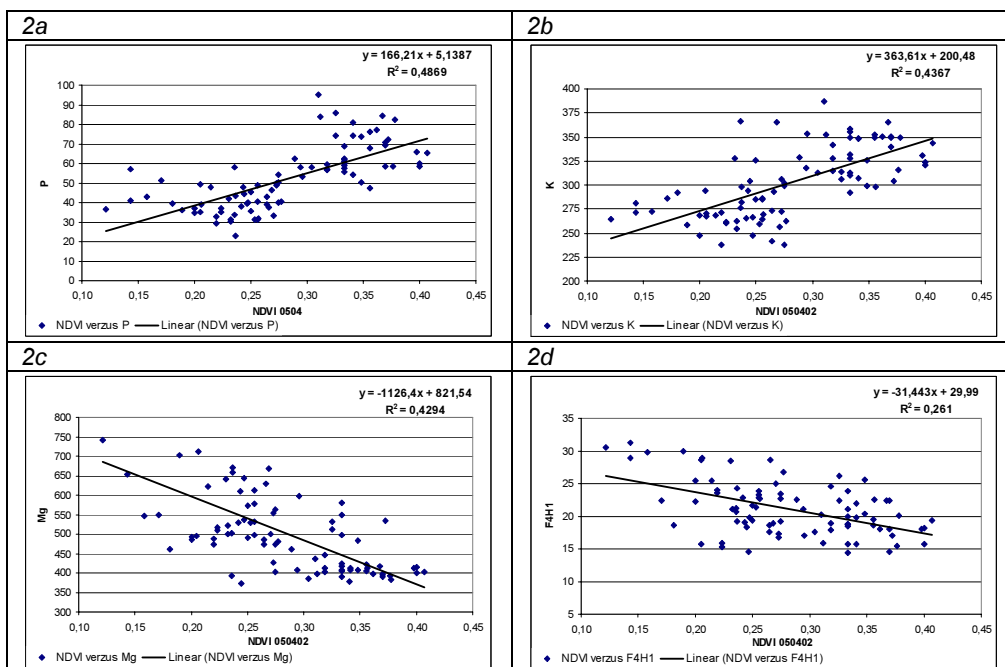 2a
y = 166,21x + 5,1387
R² = 0,4869
100
90
80
70
60
50
40
30
20
10
0
P
0,10 0,15 0,20 0,25 0,30 0,35 0,40 0,45
NDVI 0504
NDVI verzus P Linear (NDVI verzus P)
2b
y = 363,61x + 200,48
R² = 0,4367
400
375
350
325
300
275
250
225
200
K
0,10 0,15 0,20 0,25 0,30 0,35 0,40 0,45
NDVI 050402
NDVI versus K Linear (NDVI verzus K)
2c
y = -1126,4x + 821,54
R² = 0,4294
800
750
700
650
600
550
500
450
400
350
300
Mg
0,10 0,15 0,20 0,25 0,30 0,35 0,40 0,45
NDVI 050402
NDVI versus Mg Linear (NDVI versus Mg)
2d
y = -31,443x + 29,99
R² = 0,261
35
30
25
20
15
10
5
F4H1
0,10 0,15 0,20 0,25 0,30 0,35 0,40 0,45
NDVI 050402
NDVI versus F4H1 Linear (NDVI versus F4H1)